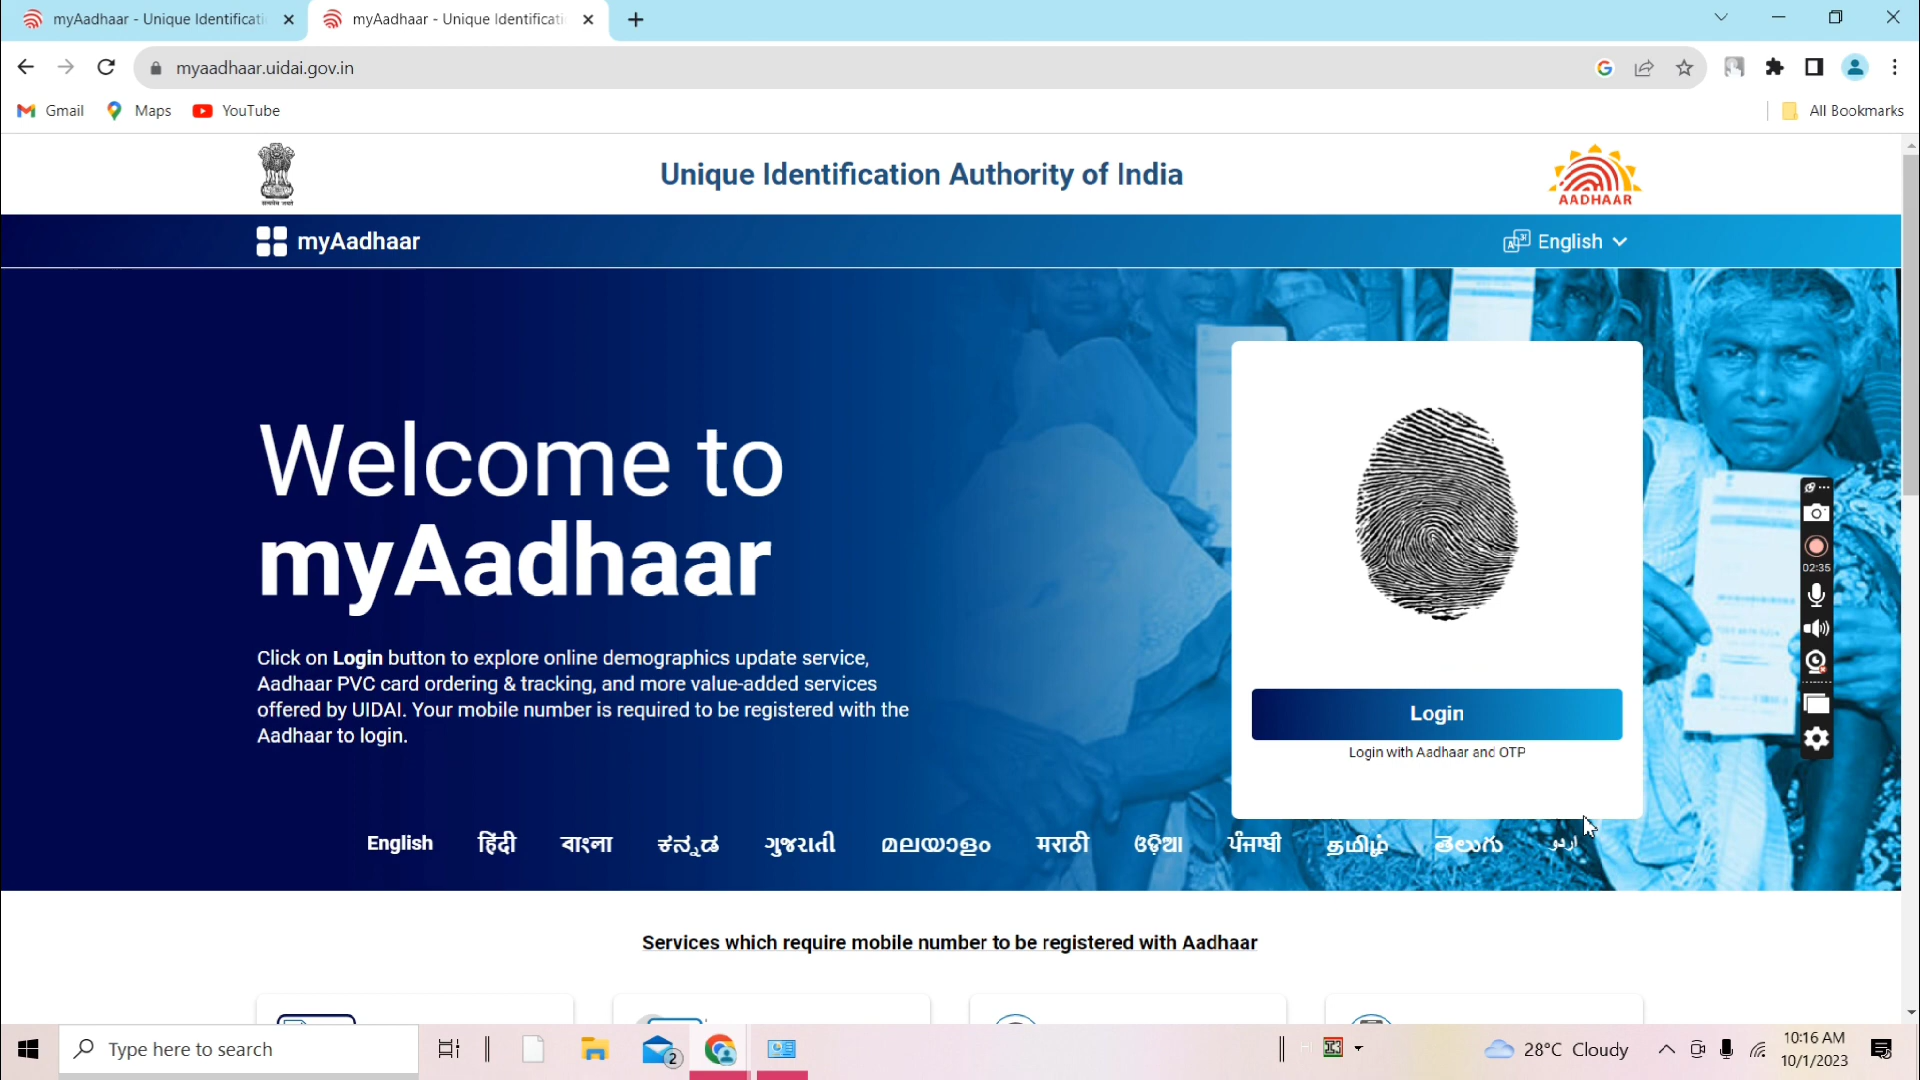 myAadhaar - Unique Identificati
myAadhaar - Unique Identificati
myaadhaar.uidai.gov.in
Gmail
Maps
YouTube
All Bookmarks
Unique Identification Authority of India
AADHAAR
myAadhaar
English
Welcome to
myAadhaar
Click on Login button to explore online demographics update service,
Aadhaar PVC card ordering & tracking, and more value-added services
offered by UIDAI. Your mobile number is required to be registered with the
Aadhaar to login.
Login
Login with Aadhaar and OTP
02:35
English हिंदी বাংলা ಕನ್ನಡ ગુજરાતી മലയാളം मराठी ଓଡ଼ିଆ ਪੰਜਾਬੀ தமிழ் తెలుగు اردو
Services which require mobile number to be registered with Aadhaar
Type here to search
2
28°C Cloudy
10:16 AM
10/1/2023